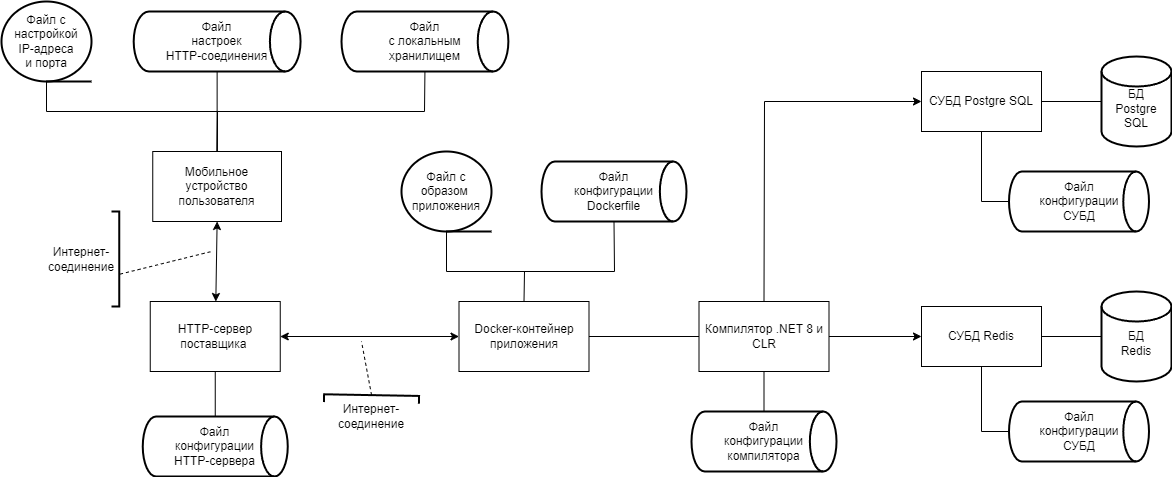 Файл с
настройкой
IP-адреса
и порта
Файл
настроек
HTTP-соединения
Файл
с локальным
хранилищем
СУБД Postgre SQL
БД
Postgre
SQL
Мобильное
устройство
пользователя
Файл с
образом
приложения
Файл
конфигурации
Dockerfile
Файл
конфигурации
СУБД
Интернет-
соединение
HTTP-сервер
поставщика
Docker-контейнер
приложения
Компилятор .NET 8 и
CLR
СУБД Redis
БД
Redis
Интернет-
соединение
Файл
конфигурации
HTTP-сервера
Файл
конфигурации
компилятора
Файл
конфигурации
СУБД